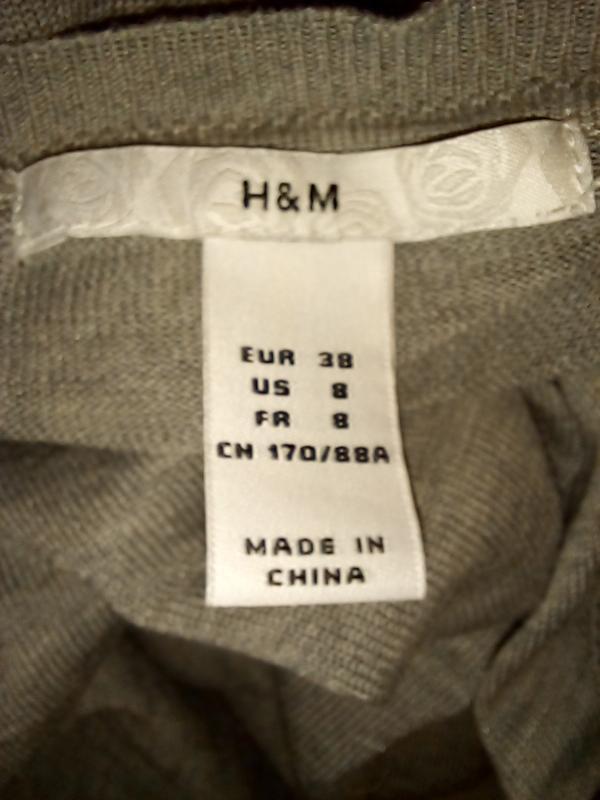 H&M
EUR 38
US 8
FR 8
CN 170/88A
MADE IN
CHINA